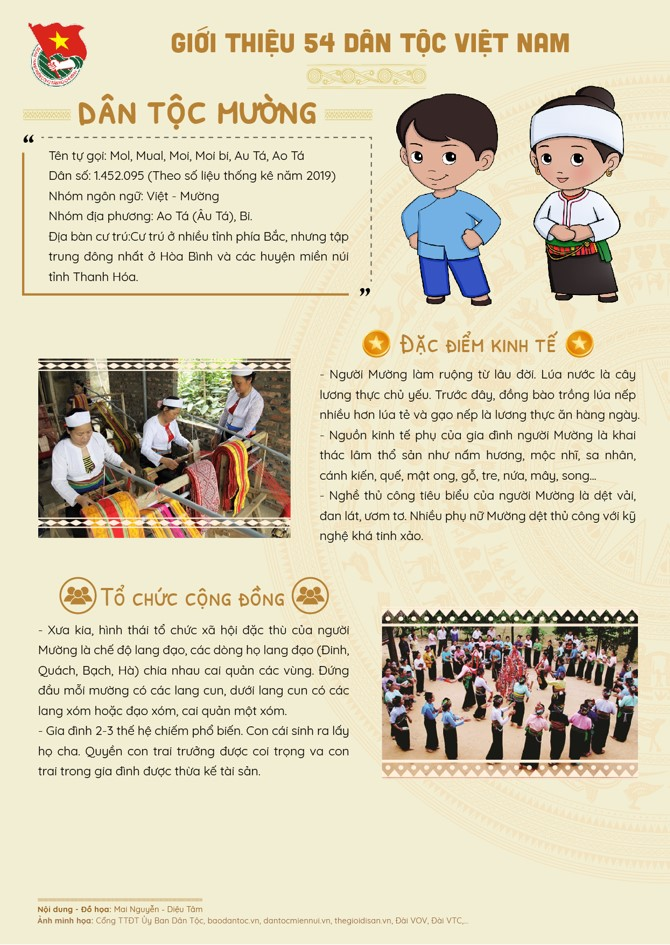 GIỚI THIỆU 54 DÂN TỘC VIỆT NAM
DÂN TỘC MƯỜNG
Tên tự gọi: Mol, Mual, Moi, Moi bi, Au Tá, Ao Tá
Dân số: 1.452.095 (Theo số liệu thống kê năm 2019)
Nhóm ngôn ngữ: Việt - Mường
Nhóm địa phương: Ao Tá (Âu Tá), Bi.
Địa bàn cư trú:Cư trú ở nhiều tỉnh phía Bắc, nhưng tập
trung đông nhất ở Hòa Bình và các huyện miền núi
tỉnh Thanh Hóa.
ĐẶC ĐIỂM KINH TẾ
- Người Mường làm ruộng từ lâu đời. Lúa nước là cây
lương thực chủ yếu. Trước đây, đồng bào trồng lúa nếp
nhiều hơn lúa tẻ và gạo nếp là lương thực ăn hàng ngày.
- Nguồn kinh tế phụ của gia đình người Mường là khai
thác lâm thổ sản như nấm hương, mộc nhĩ, sa nhân,
cánh kiến, quế, mật ong, gỗ, tre, nứa, mây, song...
- Nghề thủ công tiêu biểu của người Mường là dệt vải,
đan lát, ươm tơ. Nhiều phụ nữ Mường dệt thủ công với kỹ
nghệ khá tinh xảo.
TỔ CHỨC CỘNG ĐỒNG
- Xưa kia, hình thái tổ chức xã hội đặc thù của người
Mường là chế độ lang đạo, các dòng họ lang đạo (Đinh,
Quách, Bạch, Hà) chia nhau cai quản các vùng. Đứng
đầu mỗi mường có các lang cun, dưới lang cun có các
lang xóm hoặc đạo xóm, cai quản một xóm.
- Gia đình 2-3 thế hệ chiếm phổ biến. Con cái sinh ra lấy
họ cha. Quyền con trai trưởng được coi trọng va con
trai trong gia đình được thừa kế tài sản.
Nội dung - Đồ họa: Mai Nguyễn - Diệu Tâm
Ảnh minh họa: Cổng TTĐT Ủy Ban Dân Tộc, baodantoc.vn, dantocmiennui.vn, thegioidisan.vn, Đài VOV, Đài VTC,...